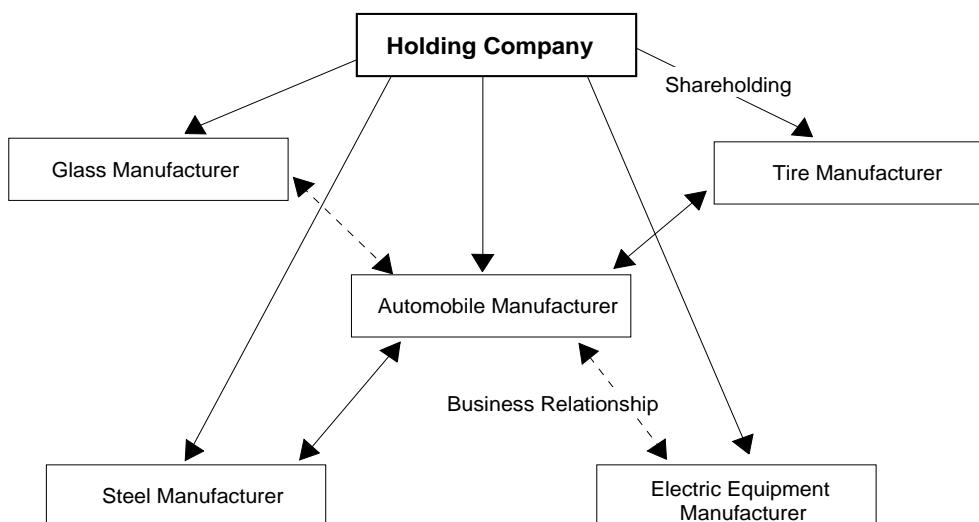 Holding Company
Shareholding
Glass Manufacturer
Tire Manufacturer
Automobile Manufacturer
Business Relationship
Steel Manufacturer
Electric Equipment
Manufacturer